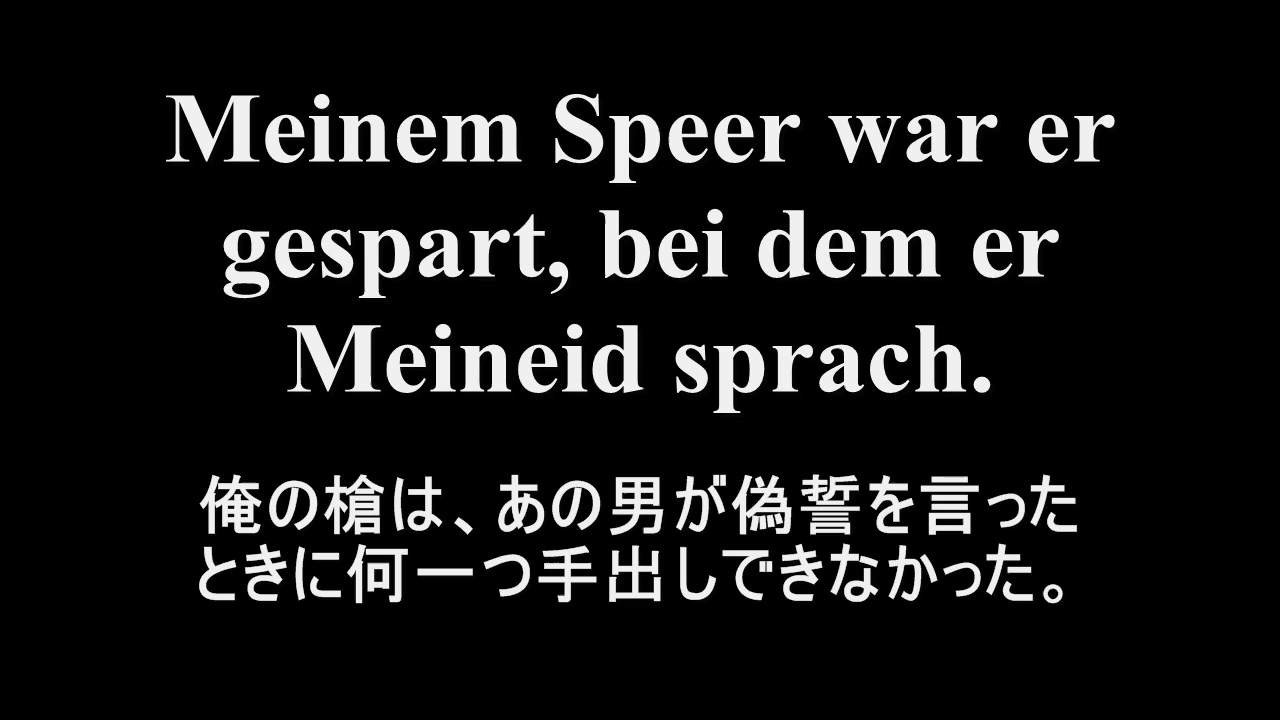 Meinem Speer war er
gespart, bei dem er
Meineid sprach.
俺の槍は、あの男が偽誓を言った
ときに何一つ手出しできなかった。